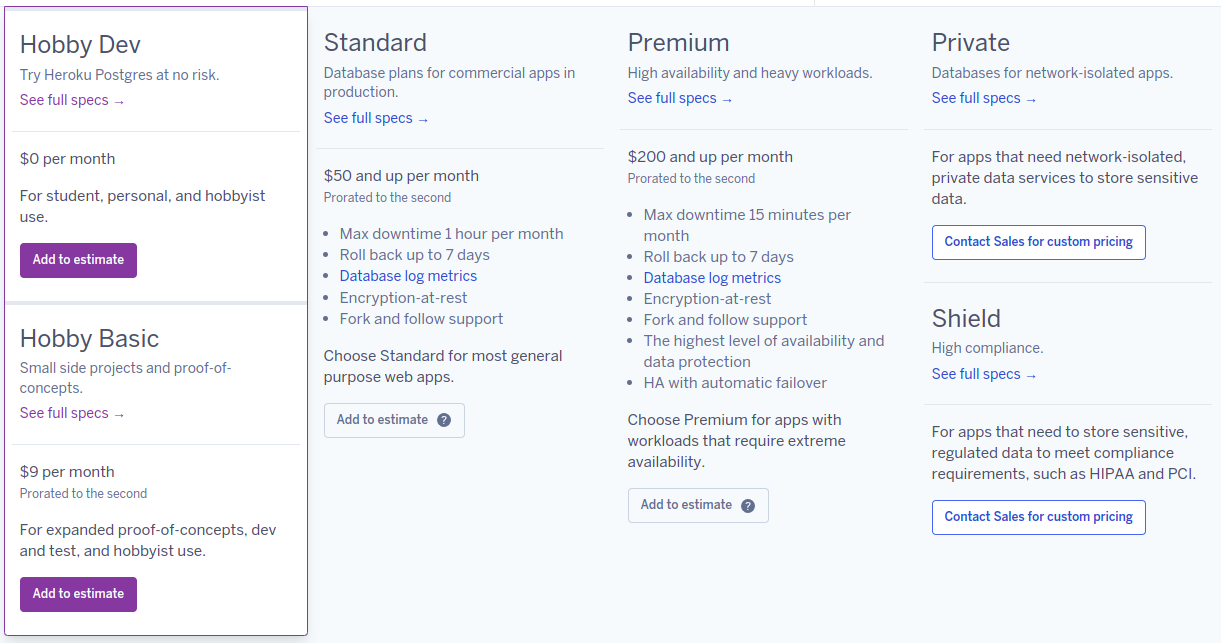 Hobby Dev
Try Heroku Postgres at no risk.
See full specs →
$0 per month
For student, personal, and hobbyist
use.
Add to estimate
Hobby Basic
Small side projects and proof-of-
concepts.
See full specs →
$9 per month
Prorated to the second
For expanded proof-of-concepts, dev
and test, and hobbyist use.
Add to estimate
Standard
Database plans for commercial apps in
production.
See full specs →
$50 and up per month
Prorated to the second
• Max downtime 1 hour per month
• Roll back up to 7 days
• Database log metrics
• Encryption-at-rest
• Fork and follow support
Choose Standard for most general
purpose web apps.
Add to estimate ?
Premium
High availability and heavy workloads.
See full specs →
$200 and up per month
Prorated to the second
• Max downtime 15 minutes per
month
• Roll back up to 7 days
• Database log metrics
• Encryption-at-rest
• Fork and follow support
• The highest level of availability and
data protection
• HA with automatic failover
Choose Premium for apps with
workloads that require extreme
availability.
Add to estimate ?
Private
Databases for network-isolated apps.
See full specs →
For apps that need network-isolated,
private data services to store sensitive
data.
Contact Sales for custom pricing
Shield
High compliance.
See full specs →
For apps that need to store sensitive,
regulated data to meet compliance
requirements, such as HIPAA and PCI.
Contact Sales for custom pricing